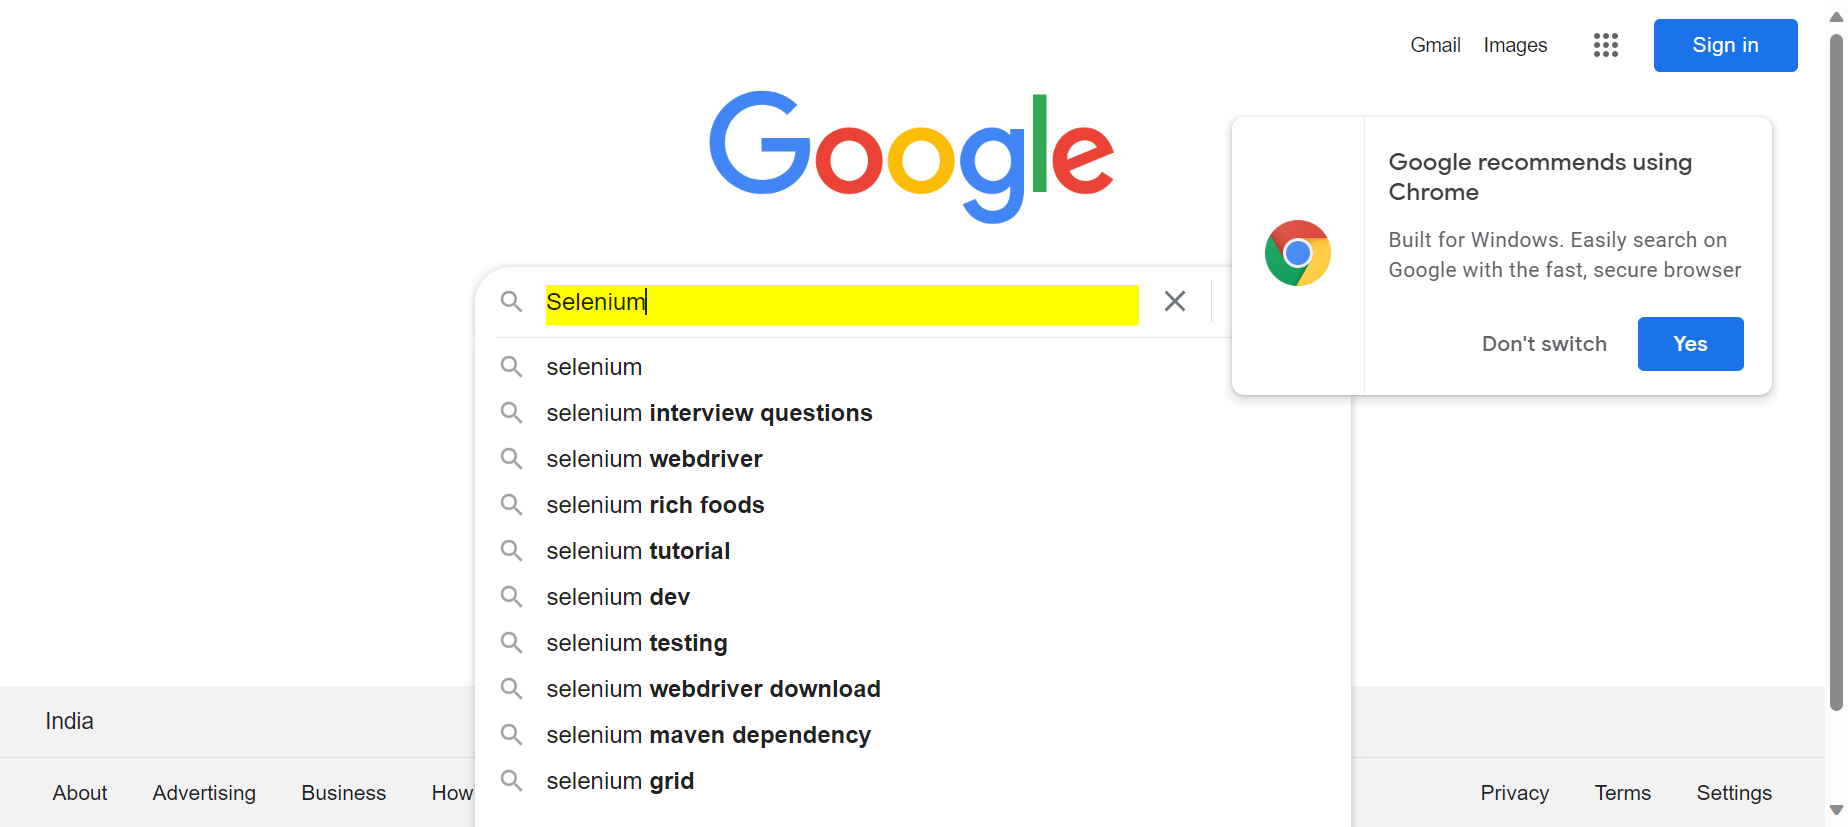 Gmail Images Sign in
Google
Google recommends using
Chrome
Built for Windows. Easily search on
Google with the fast, secure browser
Don't switch Yes
Selenium
selenium
selenium interview questions
selenium webdriver
selenium rich foods
selenium tutorial
selenium dev
selenium testing
selenium webdriver download
selenium maven dependency
selenium grid
India
About Advertising Business How
Privacy Terms Settings